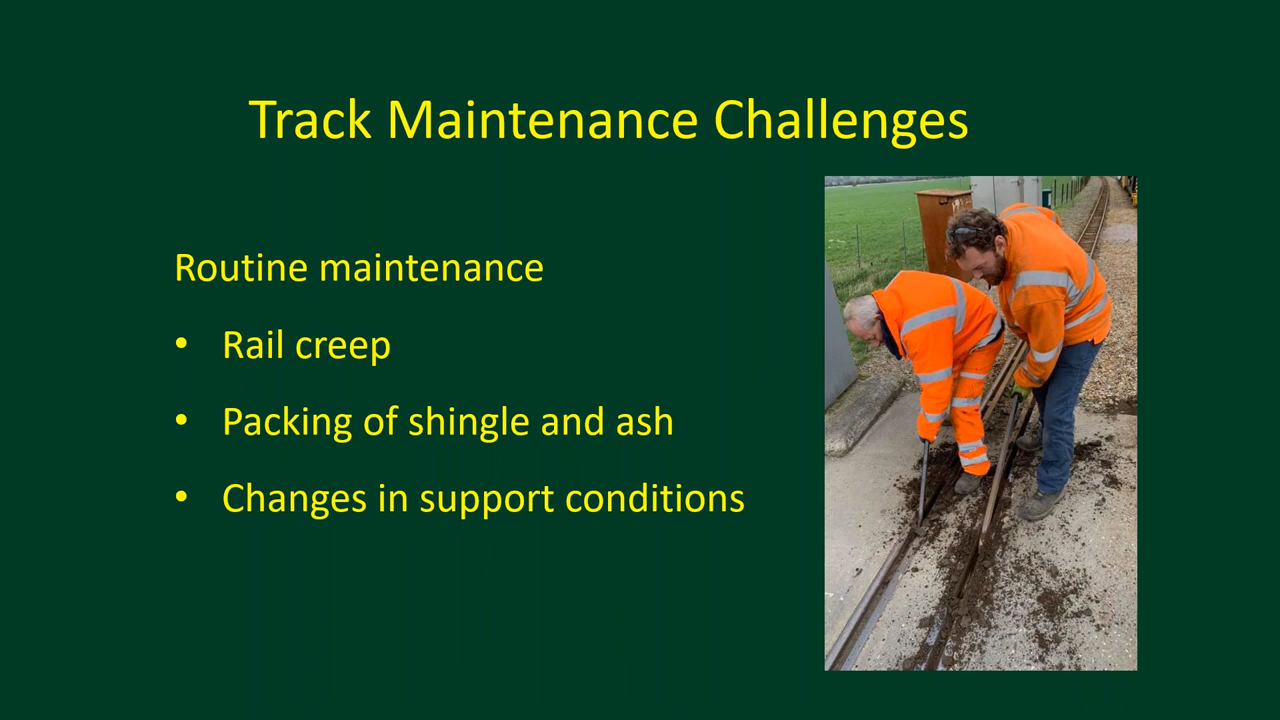 Track Maintenance Challenges
Routine maintenance
• Rail creep
• Packing of shingle and ash
• Changes in support conditions